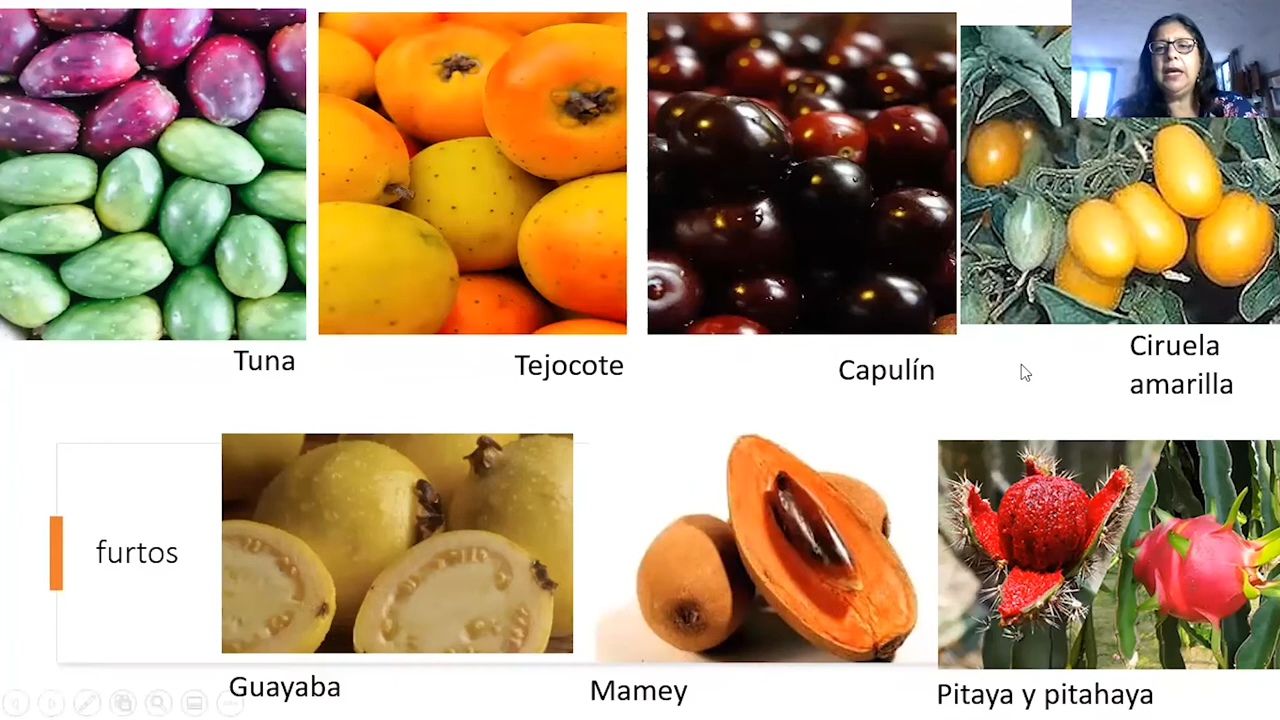 Tuna
Tejocote
Capulín
Ciruela
amarilla
furtos
Guayaba
Mamey
Pitaya y pitahaya